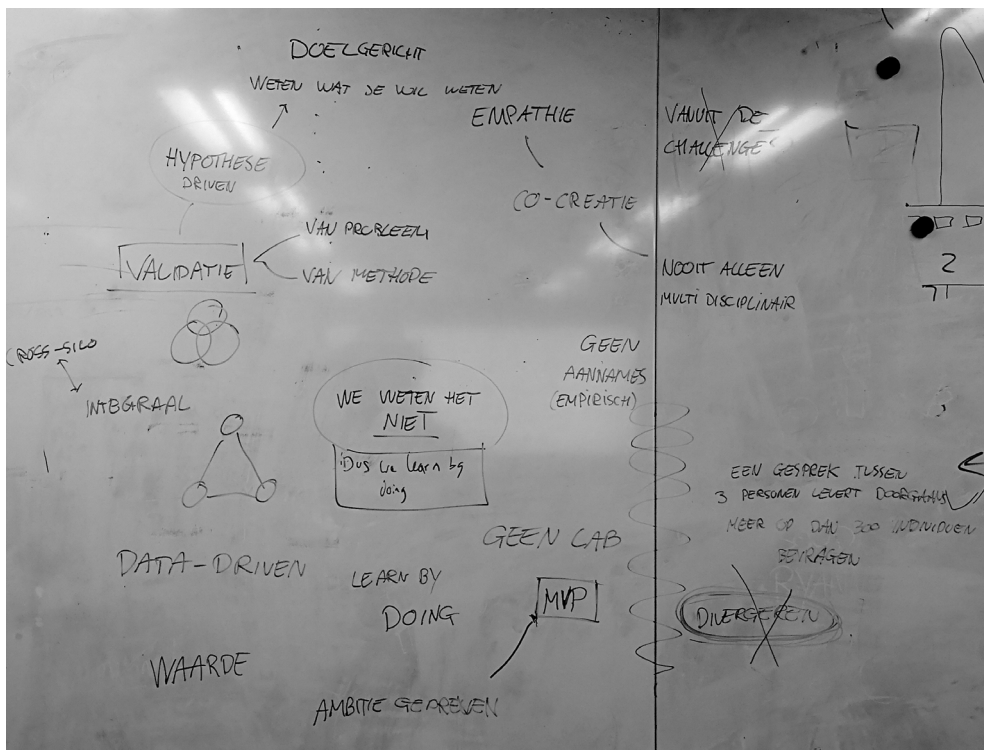 DOELGERICHT
WETEN WAT JE WIL WETEN
HYPOTHESE
DRIVEN
VALIDATIE
VAN PROBLEEM
VAN METHODE
CROSS-SILO
INTEGRAAL
WE WETEN HET
NIET
Dus we learn by
doing
DATA-DRIVEN
LEARN BY
DOING
WAARDE
AMBITIE GEDREVEN
MVP
GEEN LAB
EMPATHIE
CO-CREATIE
GEEN
AANNAMES
(EMPIRISCH)
VANUIT DE
CHALLENGES
NOOIT ALLEEN
MULTI DISCIPLINAIR
2
EEN GESPREK TUSSEN
3 PERSONEN LEVERT DOORGAANS
MEER OP DAN 300 INDIVIDUEN
BEIRAGEN
DIVERGEREN